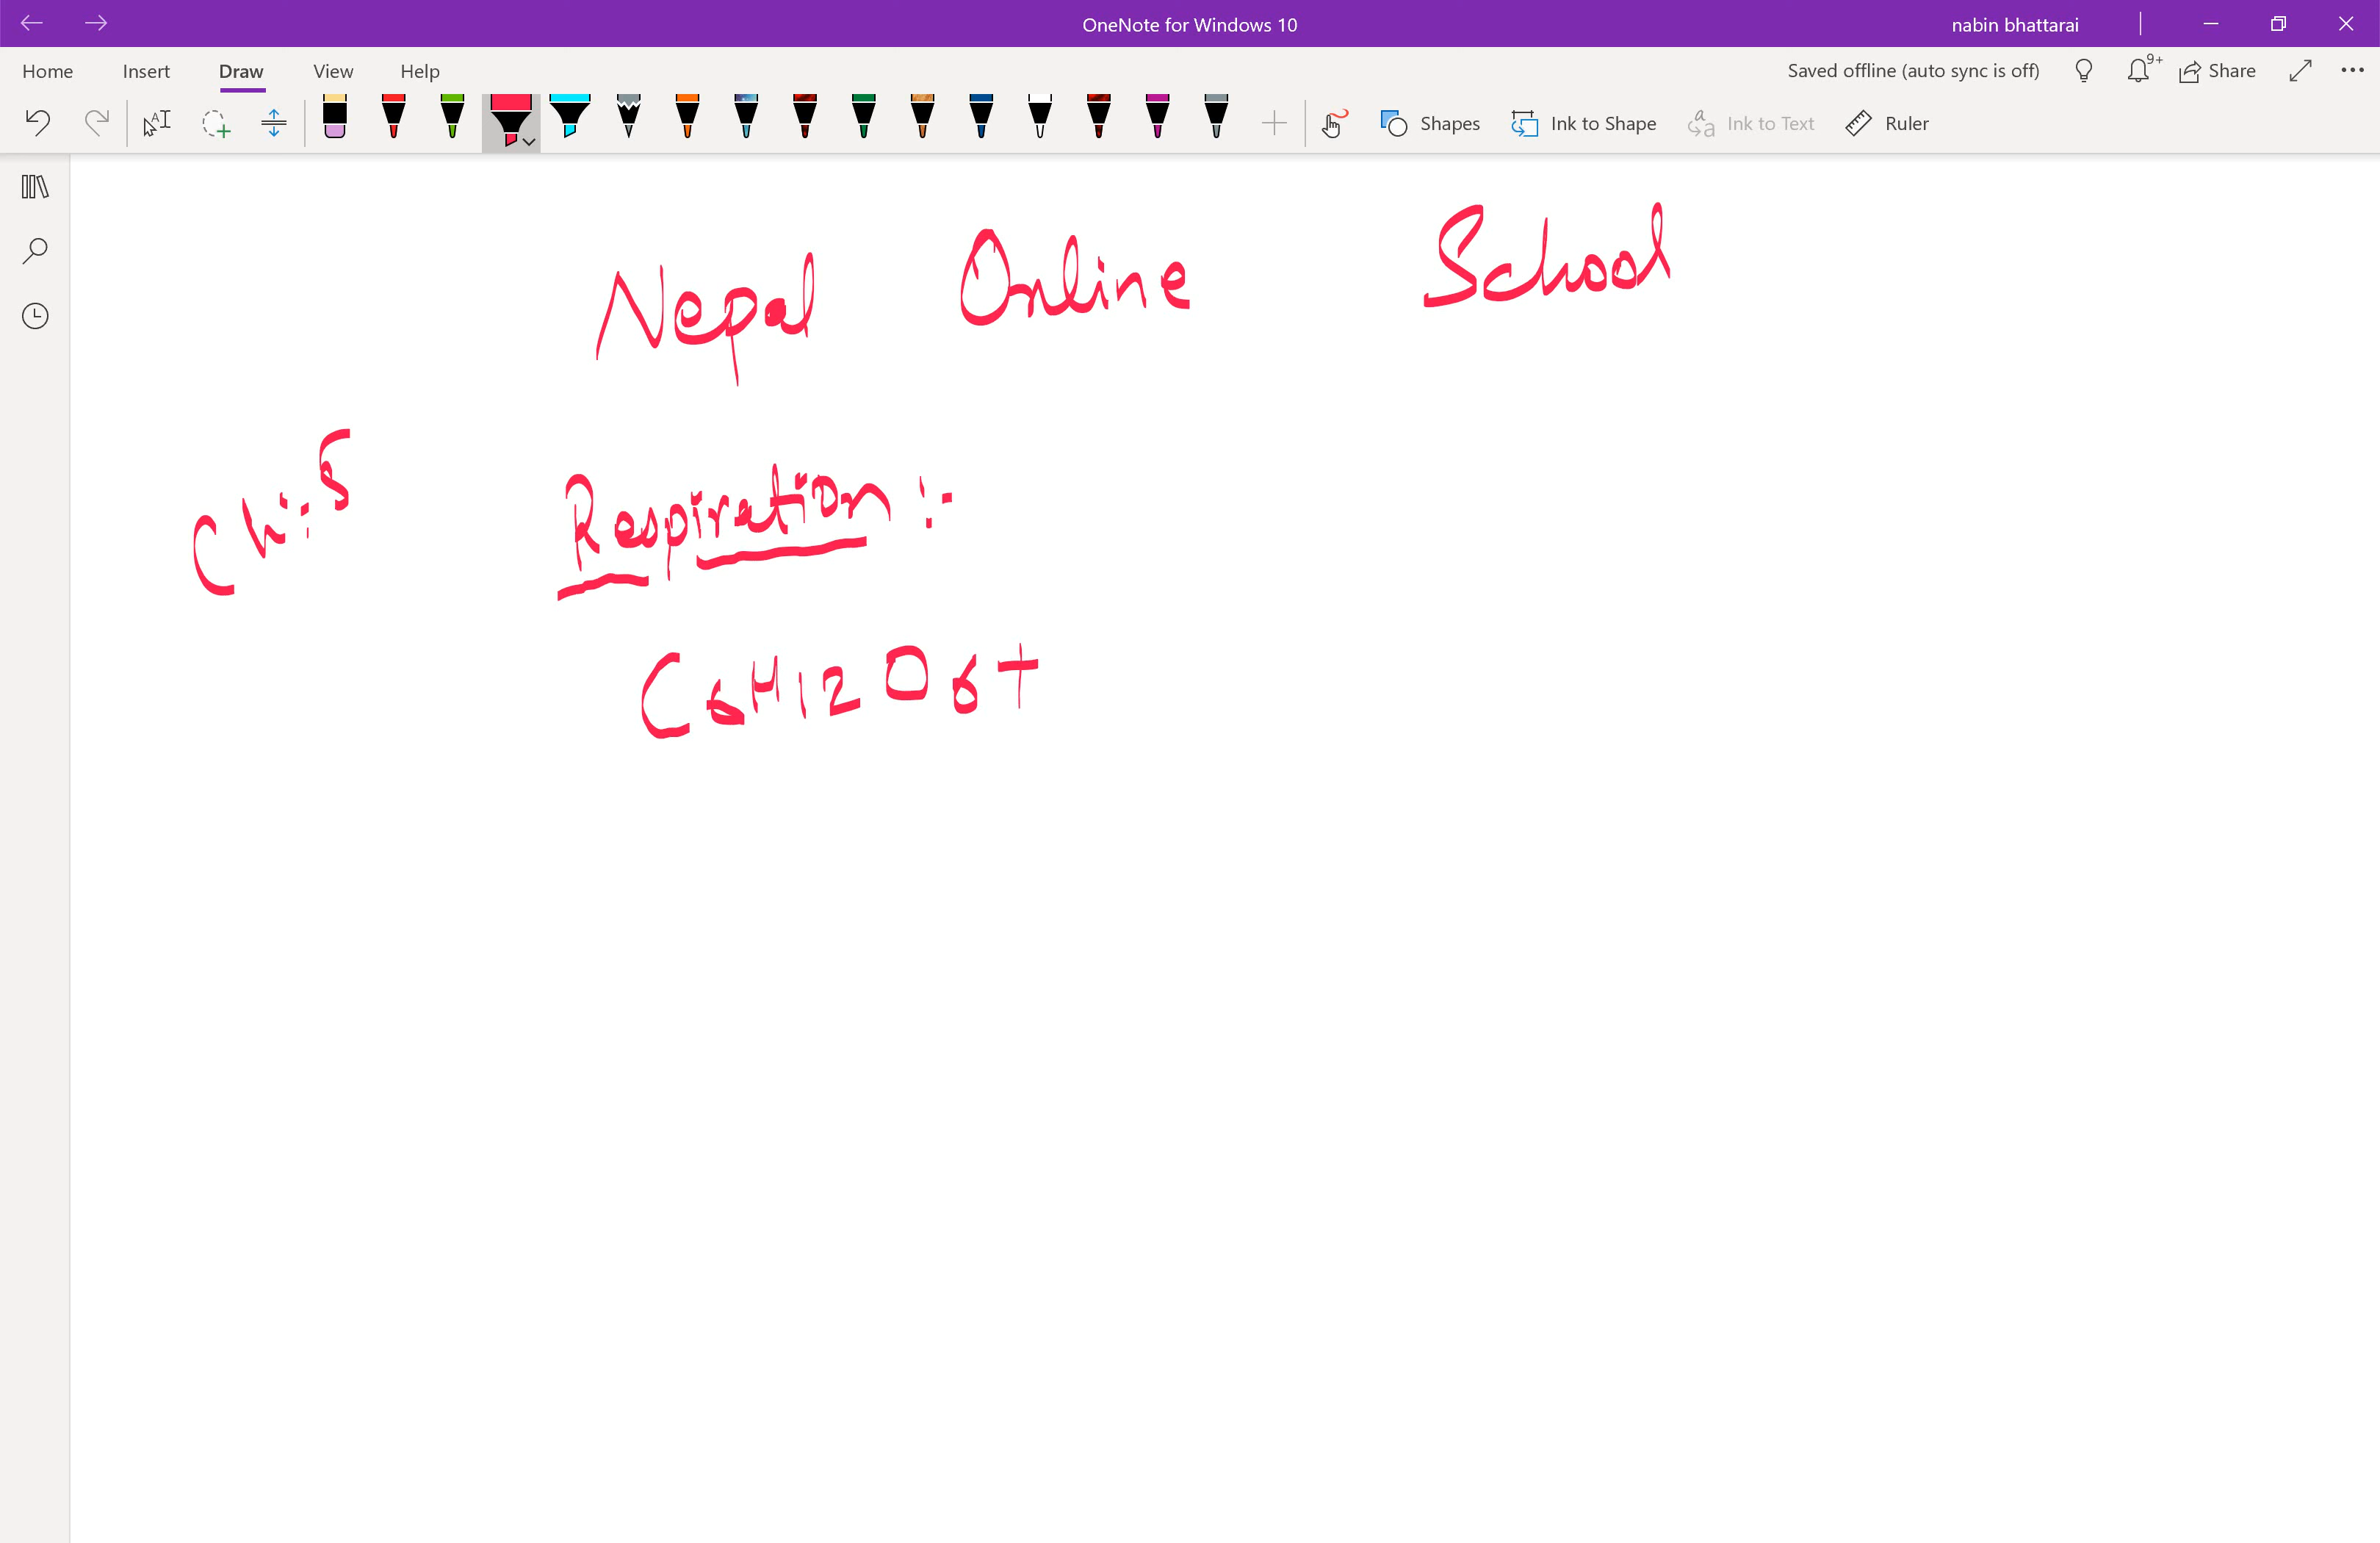 OneNote for Windows 10 nabin bhattarai
Home Insert Draw View Help Saved offline (auto sync is off) 9+ Share
Shapes Ink to Shape Ink to Text Ruler
Nepal Online School
Ch:5 Respiration :-
C6H12O6+